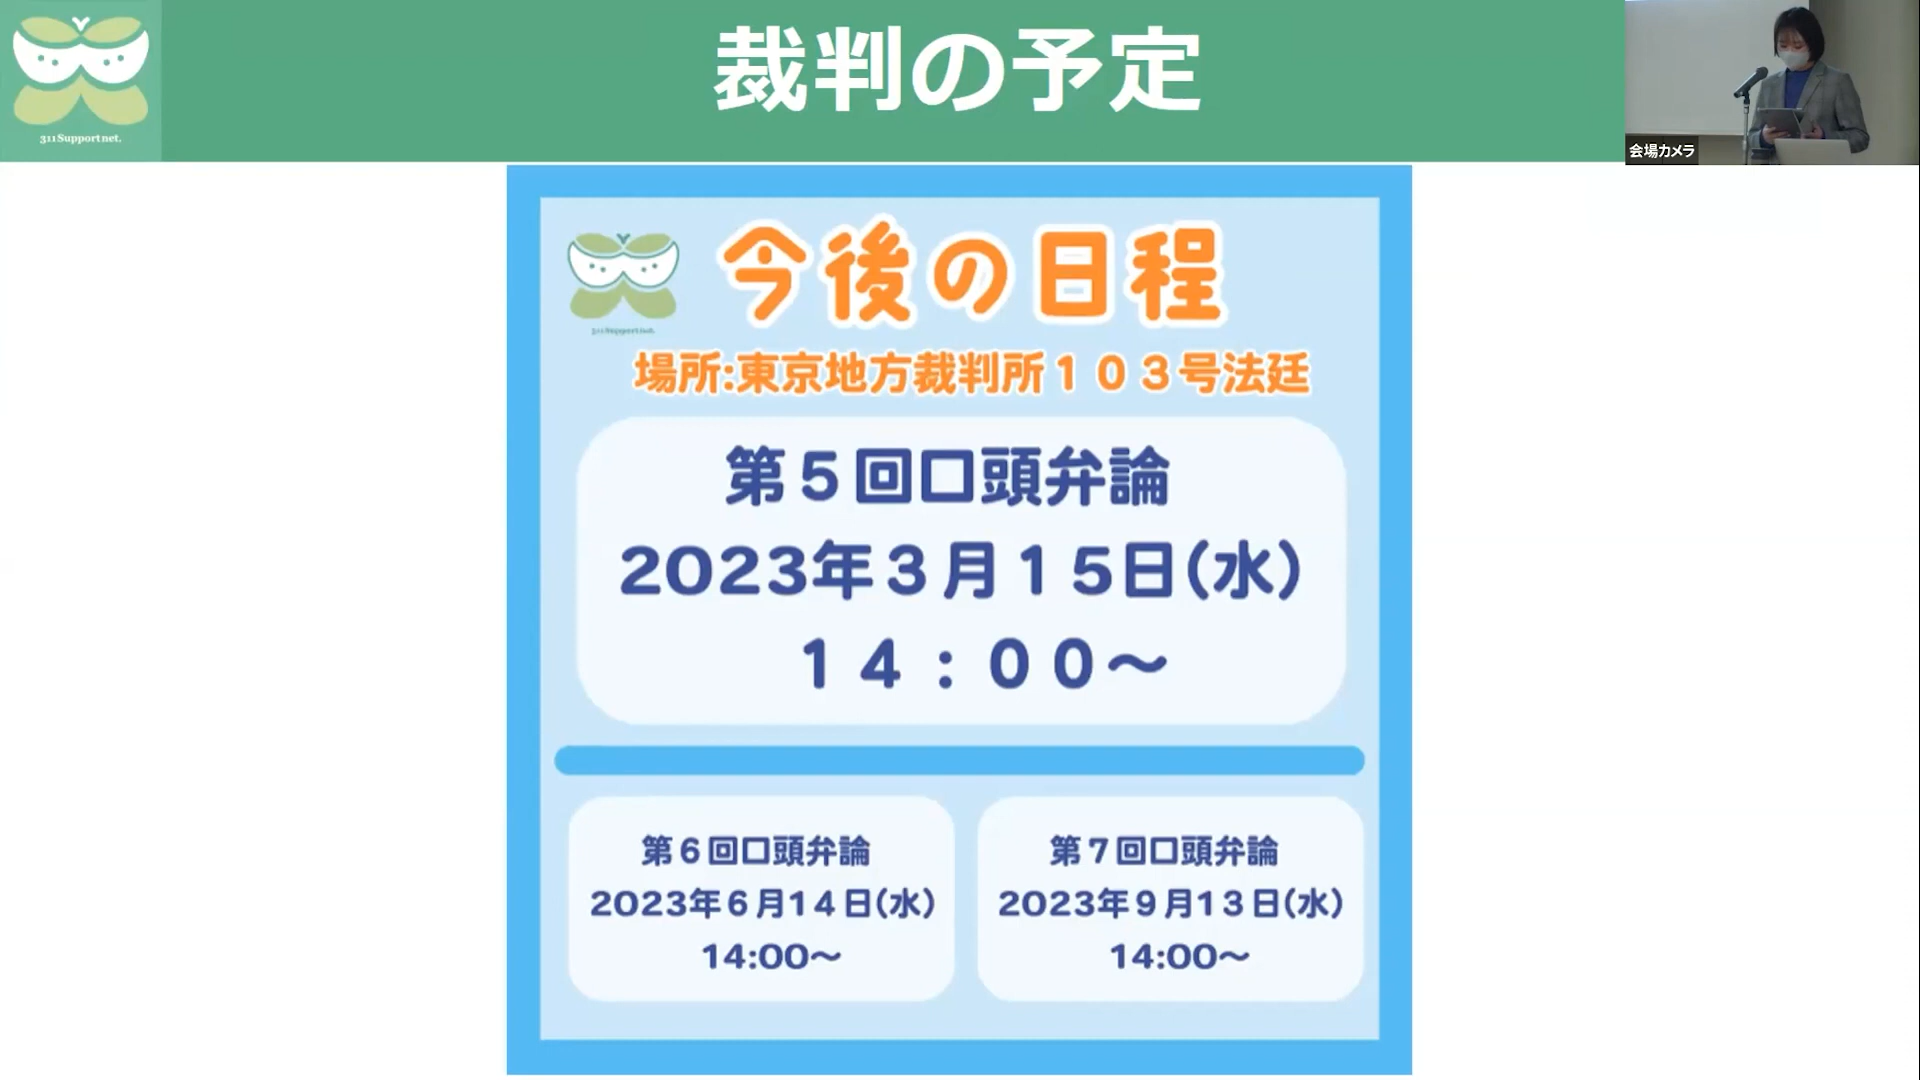 裁判の予定
311Support net.
会場カメラ
今後の日程
311Support net.
場所:東京地方裁判所103号法廷
第5回口頭弁論
2023年3月15日(水)
14:00〜
第6回口頭弁論
2023年6月14日(水)
14:00〜
第7回口頭弁論
2023年9月13日(水)
14:00〜